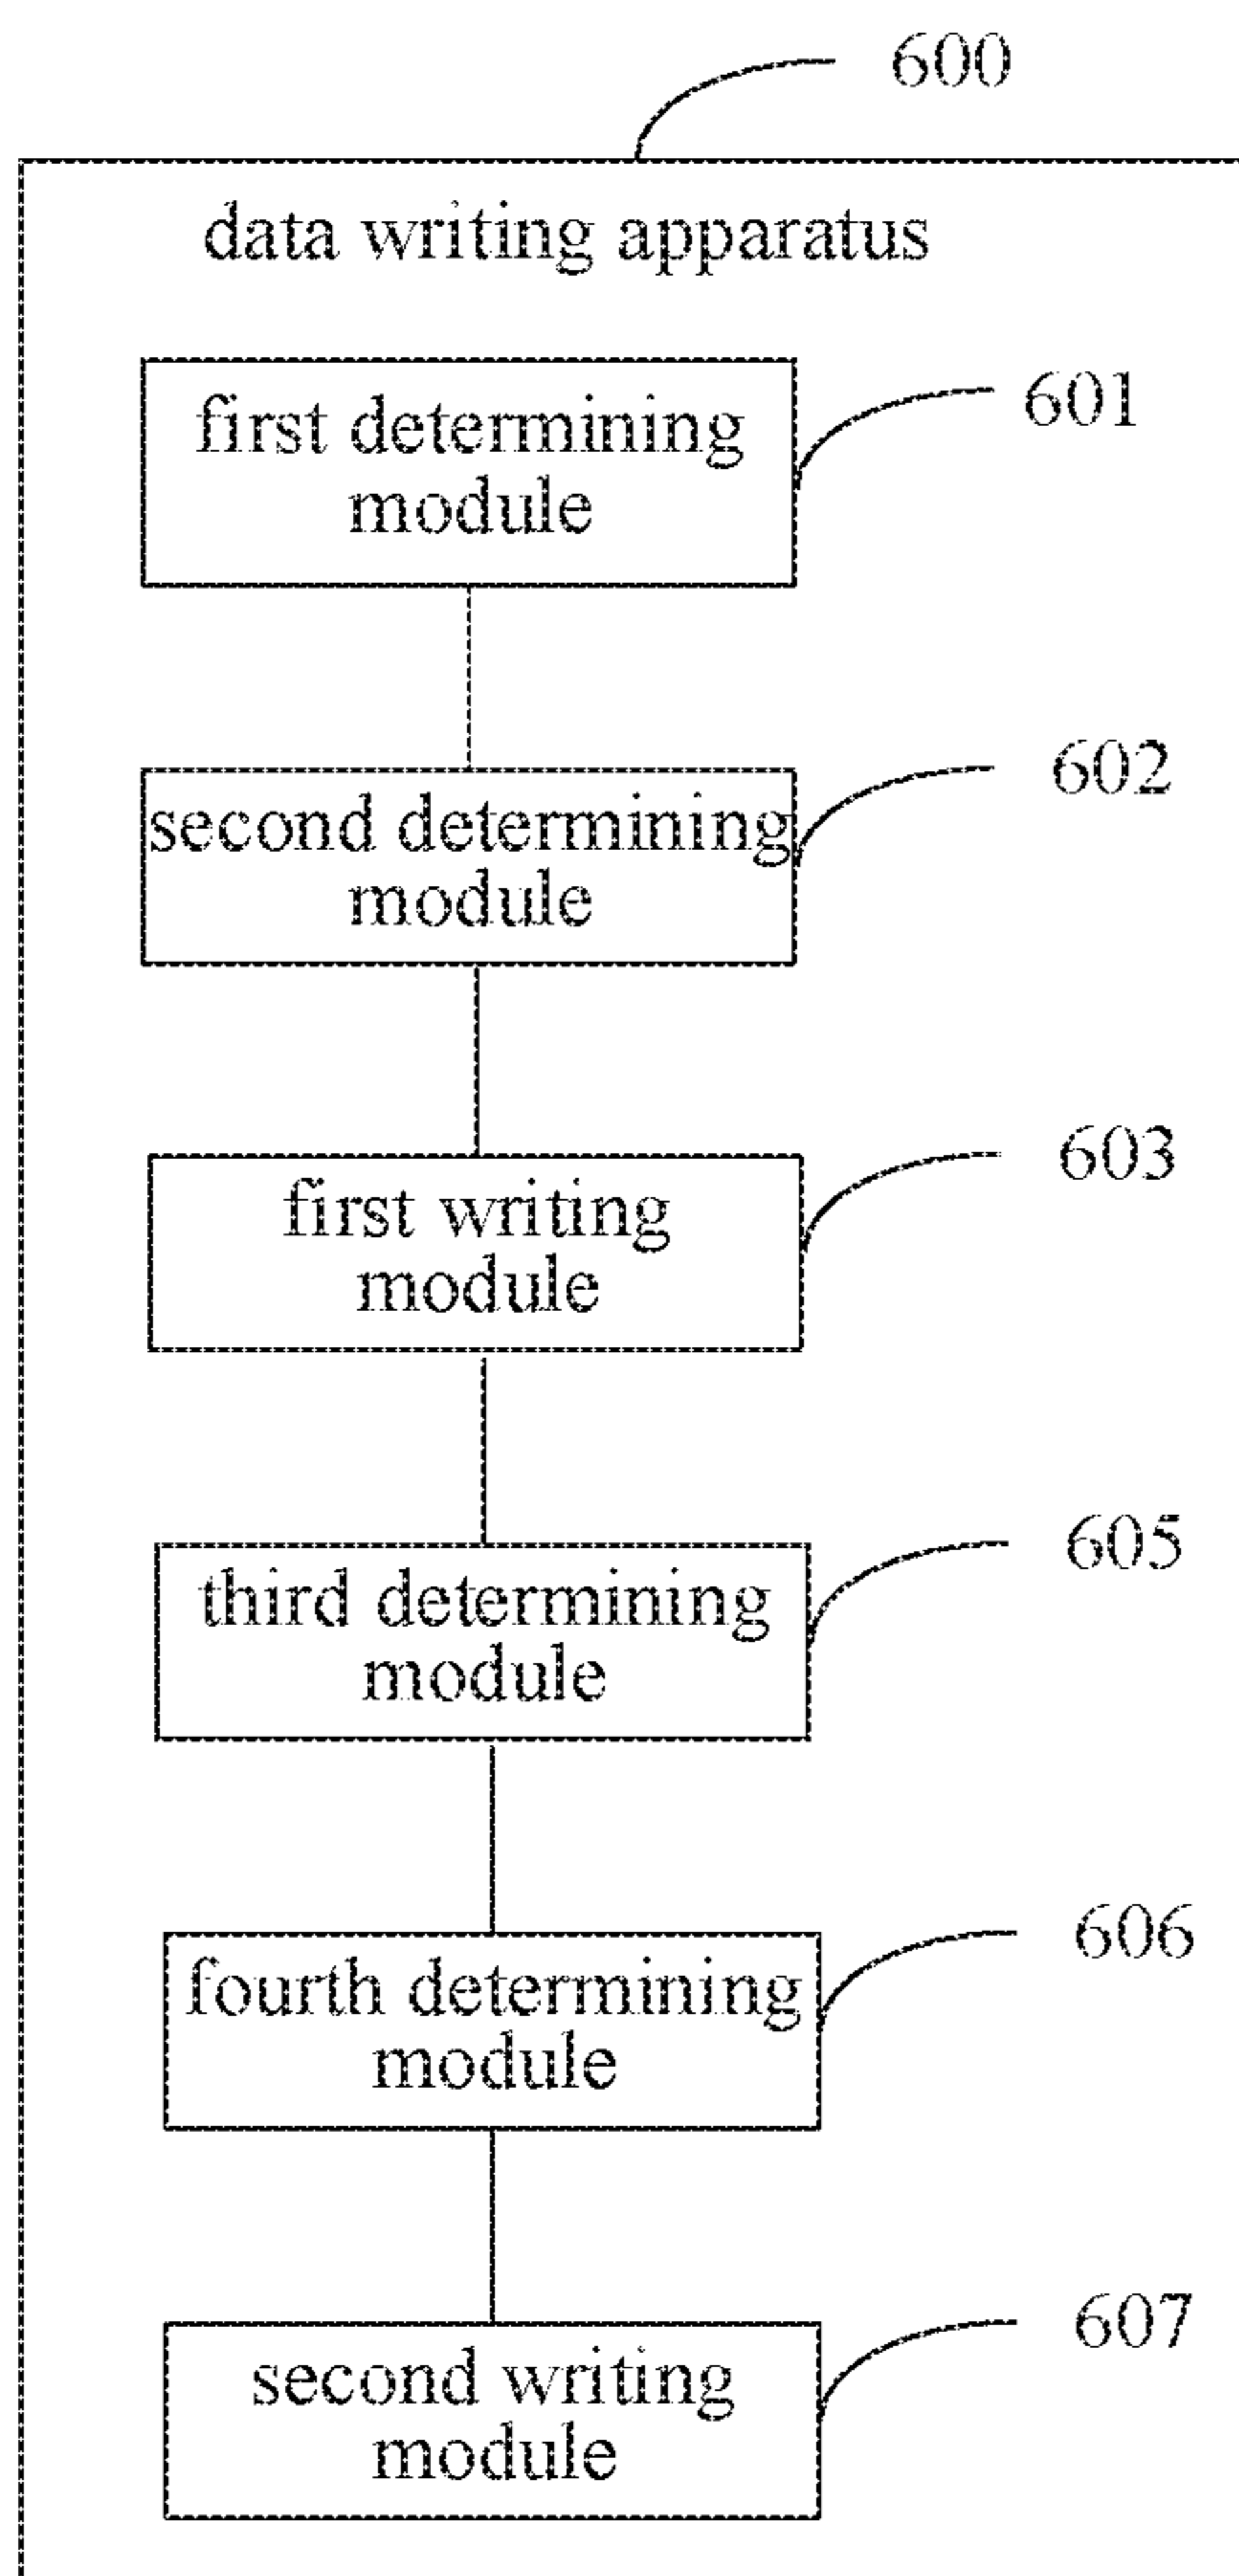 600
data writing apparatus
first determining
module
601
second determining
module
602
first writing
module
603
third determining
module
605
fourth determining
module
606
second writing
module
607